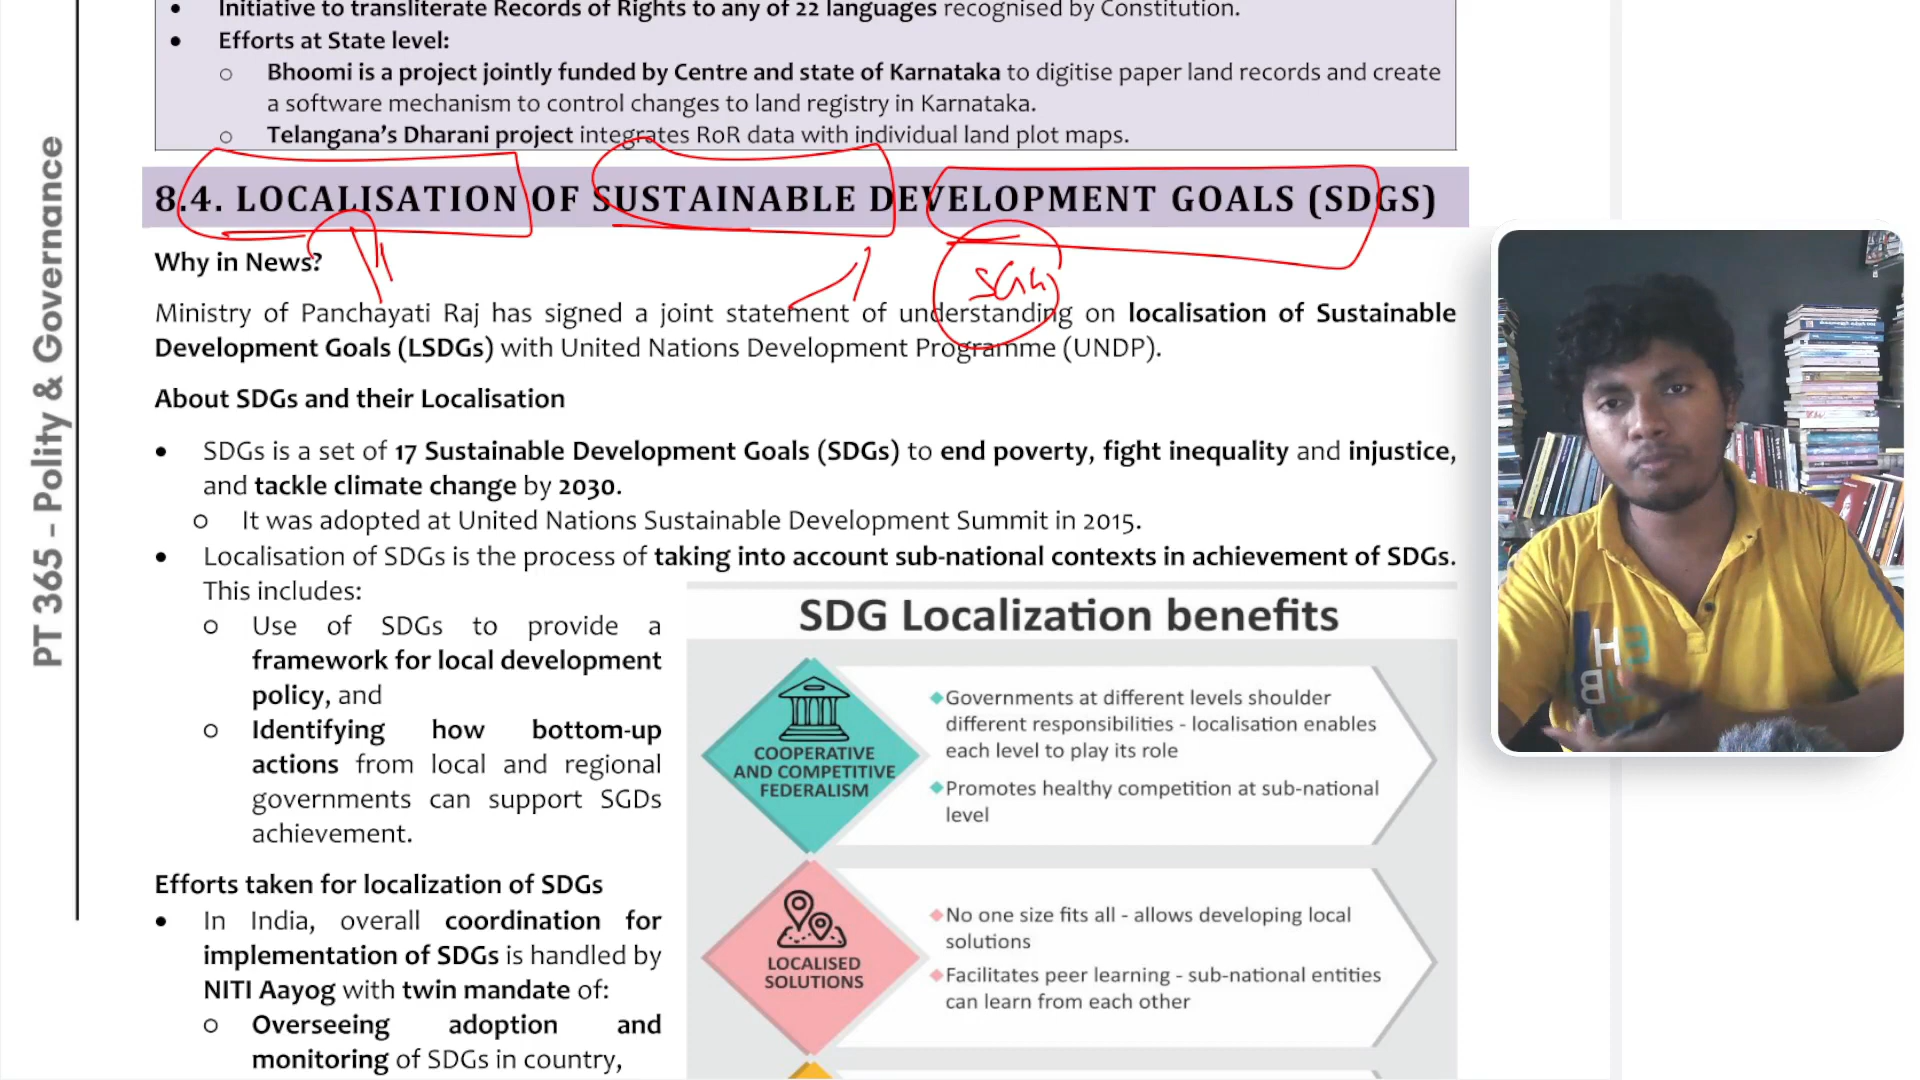 Initiative to transliterate Records of Rights to any of 22 languages recognised by Constitution.
Efforts at State level:
Bhoomi is a project jointly funded by Centre and state of Karnataka to digitise paper land records and create
a software mechanism to control changes to land registry in Karnataka.
Telangana's Dharani project integrates RoR data with individual land plot maps.
8.4. LOCALISATION OF SUSTAINABLE DEVELOPMENT GOALS (SDGS)
Why in News?
Ministry of Panchayati Raj has signed a joint statement of understanding on localisation of Sustainable
Development Goals (LSDGs) with United Nations Development Programme (UNDP).
About SDGs and their Localisation
SDGs is a set of 17 Sustainable Development Goals (SDGs) to end poverty, fight inequality and injustice,
and tackle climate change by 2030.
It was adopted at United Nations Sustainable Development Summit in 2015.
Localisation of SDGs is the process of taking into account sub-national contexts in achievement of SDGs.
This includes:
Use of SDGs to provide a
framework for local development
policy, and
Identifying how bottom-up
actions from local and regional
governments can support SGDs
achievement.
Efforts taken for localization of SDGs
In India, overall coordination for
implementation of SDGs is handled by
NITI Aayog with twin mandate of:
Overseeing adoption and
monitoring of SDGs in country,
SDG Localization benefits
COOPERATIVE
AND COMPETITIVE
FEDERALISM
Governments at different levels shoulder
different responsibilities - localisation enables
each level to play its role
Promotes healthy competition at sub-national
level
LOCALISED
SOLUTIONS
No one size fits all - allows developing local
solutions
Facilitates peer learning - sub-national entities
can learn from each other
PT 365 - Polity & Governance